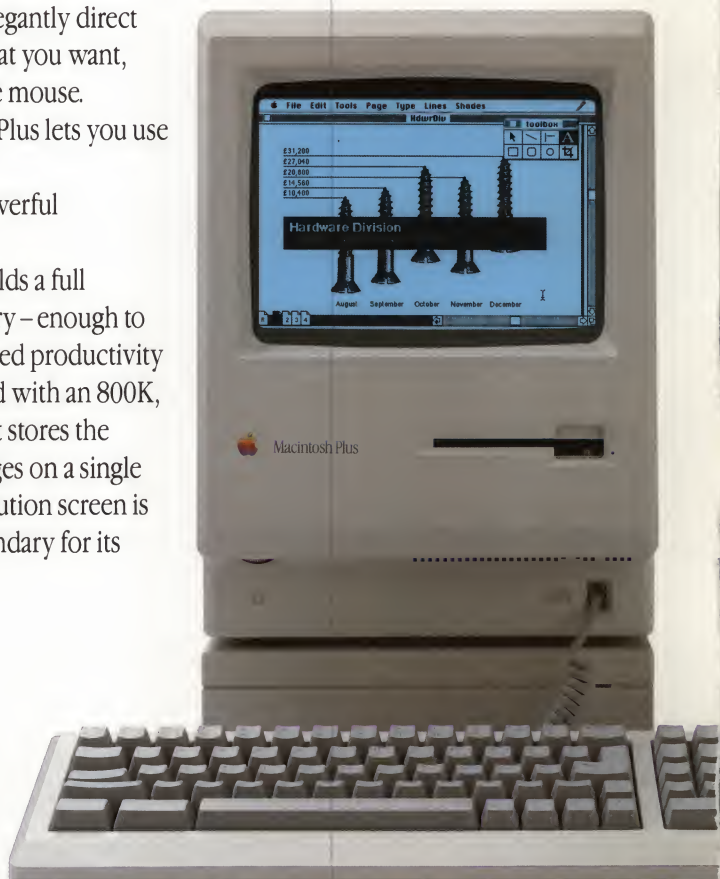 egantly direct
at you want,
e mouse.
Plus lets you use
verful
lds a full
ry – enough to
ed productivity
d with an 800K,
t stores the
ges on a single
ution screen is
ndary for its
File Edit Tools Page Type Lines Shades
HdwrDiv
Toolbox
A
£31,200
£27,040
£20,800
£14,560
£10,400
Hardware Division
August September October November December
R 2 3 4
Macintosh Plus